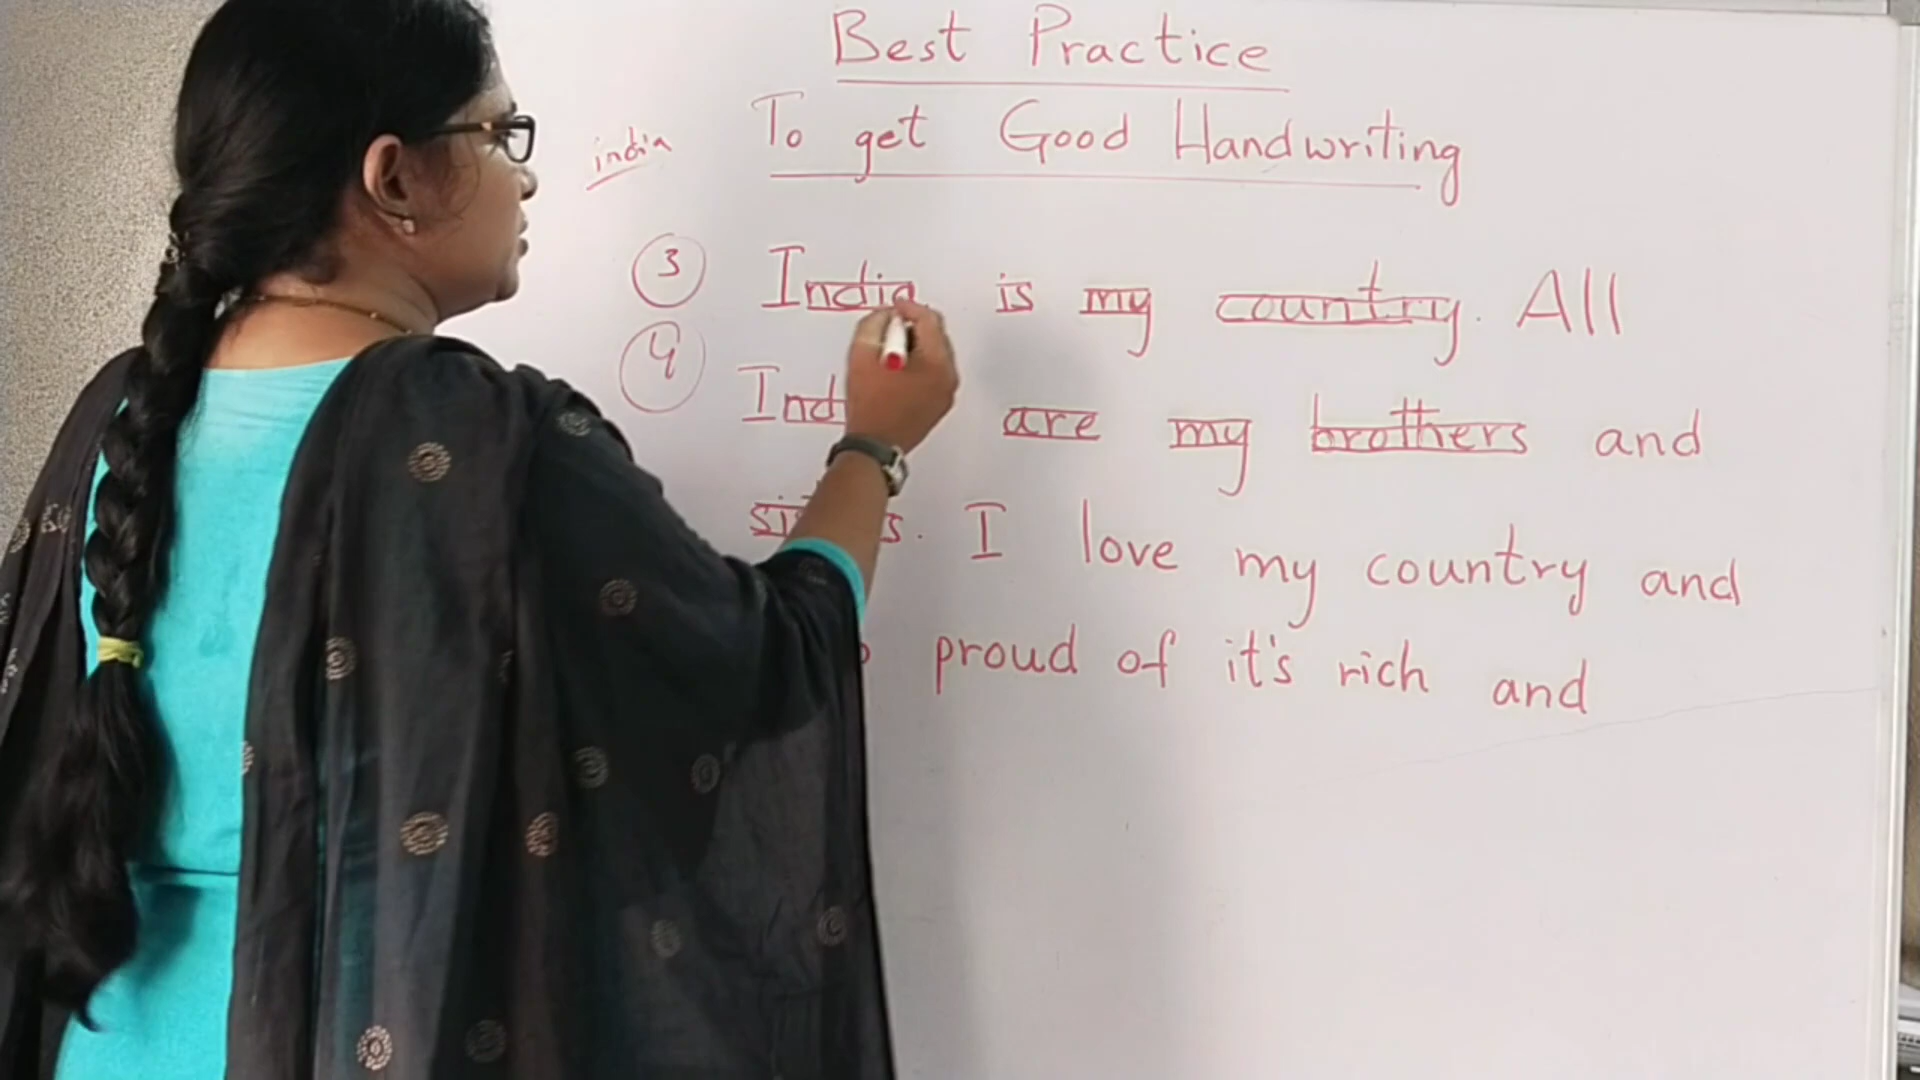 Best Practice
To get Good Handwriting
india
3 India is my country. All
4 are my brothers and
I love my country and
proud of it's rich and